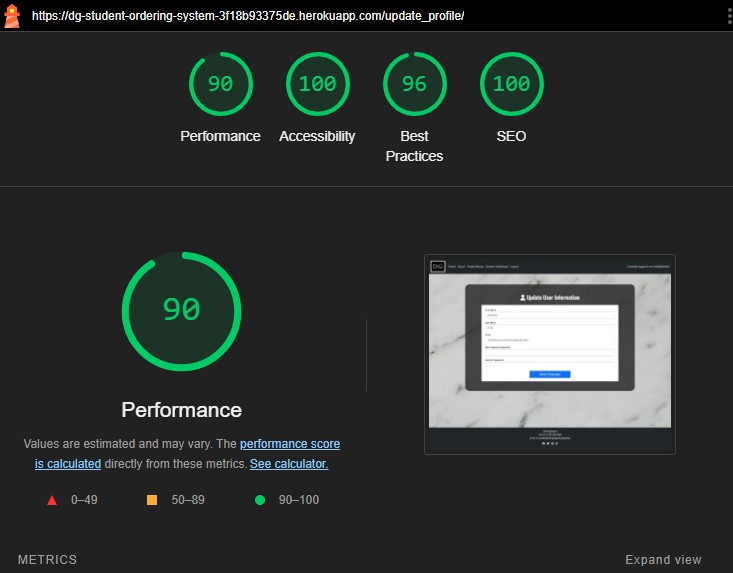 https://dg-student-ordering-system-3f18b93375de.herokuapp.com/update_profile/
90
100
96
100
Performance
Accessibility
Best
Practices
SEO
90
Performance
Values are estimated and may vary. The performance score
is calculated directly from these metrics. See calculator.
0–49
50–89
90–100
Update User Information
Save Changes
METRICS
Expand view